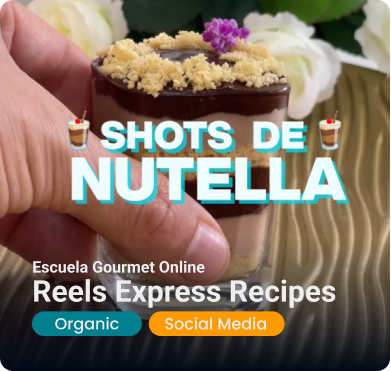 SHOTS DE
NUTELLA
Escuela Gourmet Online
Reels Express Recipes
Organic
Social Media